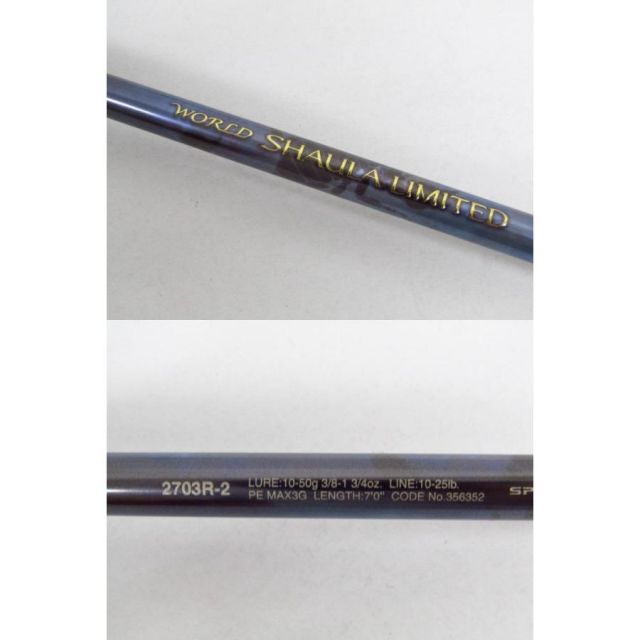 WORLD SHAULA LIMITED
2703R-2 LURE:10-50g 3/8-1 3/4oz. LINE:10-25lb.
PE MAX3G LENGTH:7'0" CODE No.356352
SP